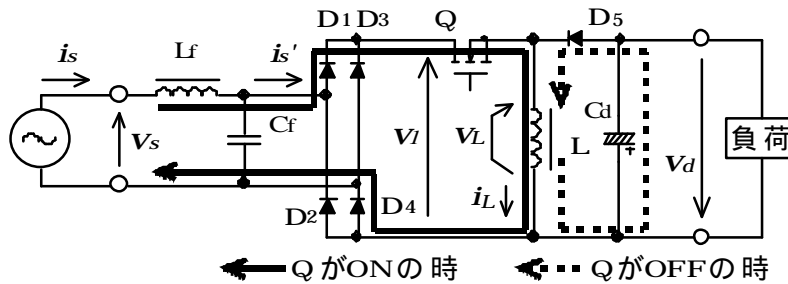 D1 D3 Q D5
is Lf is'
Vs Cf V1 VL L Cd Vd 負荷
iL
D2 D4
QがONの時 QがOFFの時